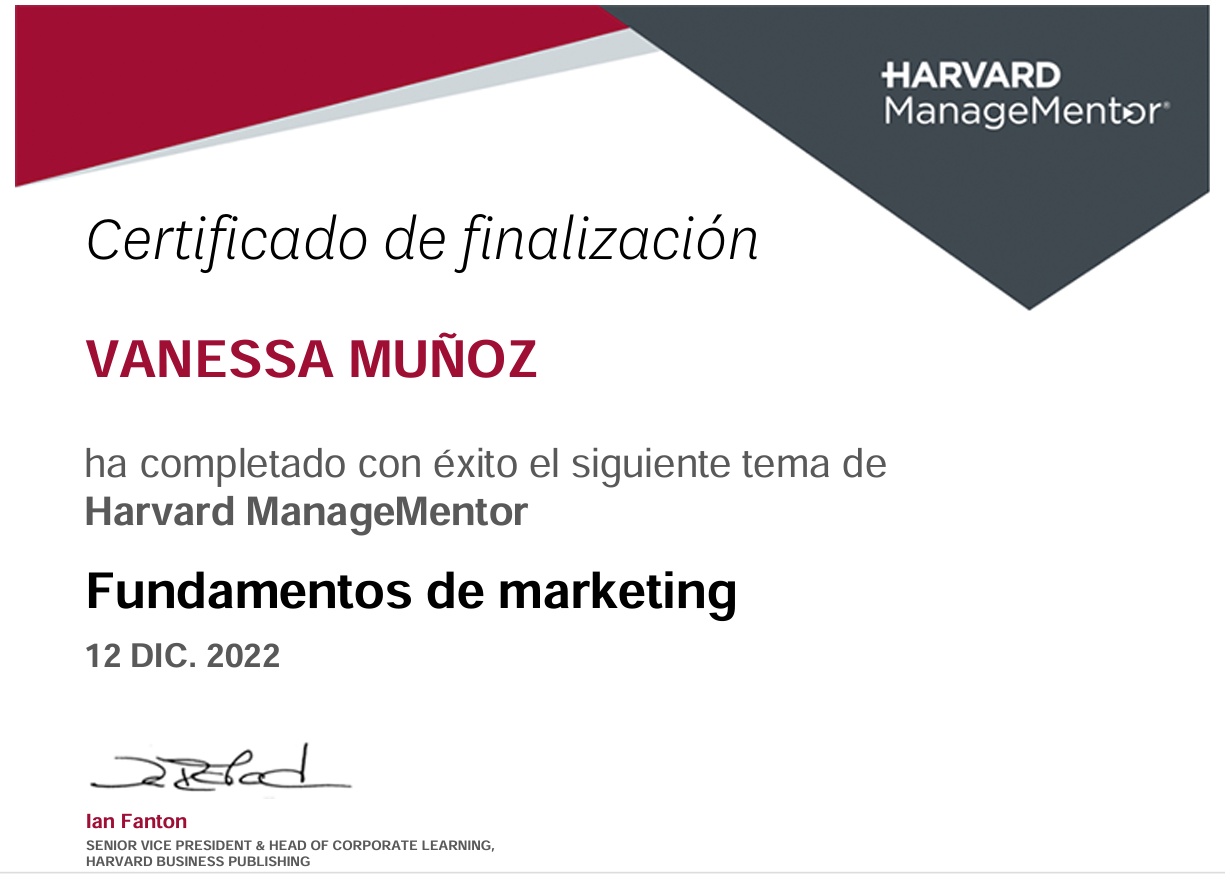 HARVARD
ManageMentor®
Certificado de finalización
VANESSA MUÑOZ
ha completado con éxito el siguiente tema de
Harvard ManageMentor
Fundamentos de marketing
12 DIC. 2022
Ian Fanton
SENIOR VICE PRESIDENT & HEAD OF CORPORATE LEARNING,
HARVARD BUSINESS PUBLISHING